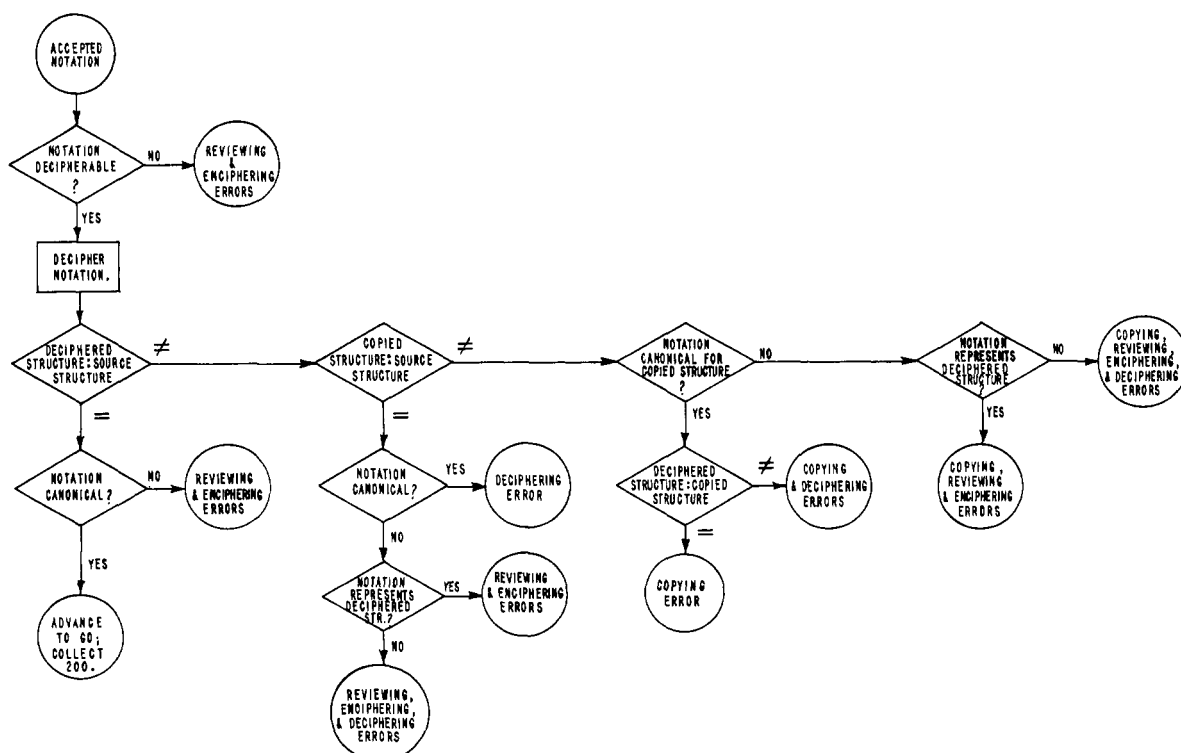 ACCEPTED
NOTATION
NOTATION
DECIPHERABLE
?
NO
REVIEWING
&
ENCIPHERING
ERRORS
YES
DECIPHER
NOTATION.
DECIPHERED
STRUCTURE:SOURCE
STRUCTURE
≠
COPIED
STRUCTURE:SOURCE
STRUCTURE
≠
NOTATION
CANONICAL FOR
COPIED STRUCTURE
?
NO
NOTATION
REPRESENTS
DECIPHERED
STRUCTURE
?
NO
COPYING,
REVIEWING,
ENCIPHERING,
& DECIPHERING
ERRORS
=
=
YES
YES
NOTATION
CANONICAL?
NO
REVIEWING
& ENCIPHERING
ERRORS
NOTATION
CANONICAL?
YES
DECIPHERING
ERROR
DECIPHERED
STRUCTURE:COPIED
STRUCTURE
≠
COPYING
& DECIPHERING
ERRORS
COPYING,
REVIEWING
& ENCIPHERING
ERRORS
YES
NO
=
ADVANCE
TO GO;
COLLECT
200.
NOTATION
REPRESENTS
DECIPHERED
STR.?
YES
REVIEWING
& ENCIPHERING
ERRORS
COPYING
ERROR
NO
REVIEWING,
ENCIPHERING,
& DECIPHERING
ERRORS